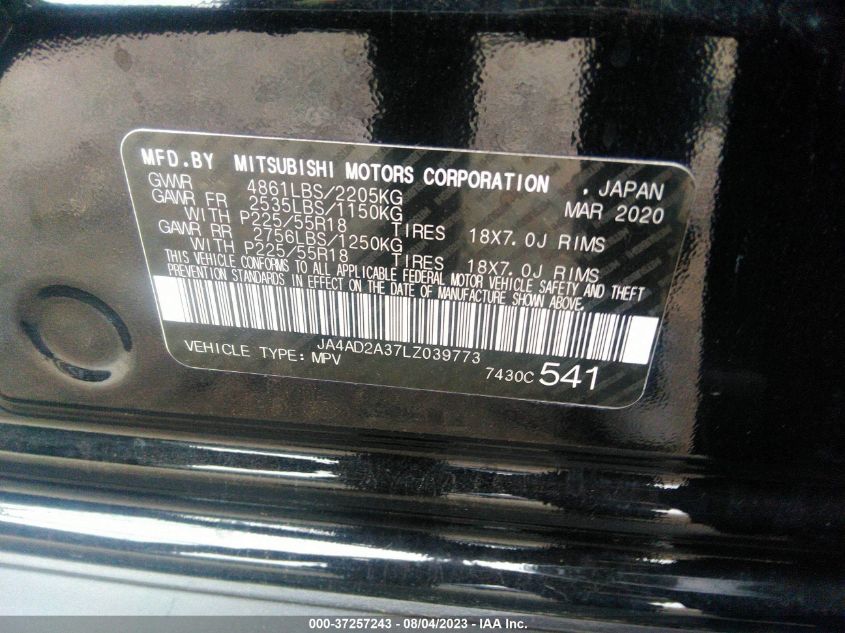 MFD.BY MITSUBISHI MOTORS CORPORATION , JAPAN
GVWR 4861LBS/2205KG MAR 2020
GAWR FR 2535LBS/1150KG
WITH P225/55R18 TIRES 18X7.0J RIMS
GAWR RR 2756LBS/1250KG
WITH P225/55R18 TIRES 18X7.0J RIMS
THIS VEHICLE CONFORMS TO ALL APPLICABLE FEDERAL MOTOR VEHICLE SAFETY AND THEFT
PREVENTION STANDARDS IN EFFECT ON THE DATE OF MANUFACTURE SHOWN ABOVE.
JA4AD2A37LZ039773
VEHICLE TYPE: MPV
7430C541
000-37257243 - 08/04/2023 - IAA Inc.